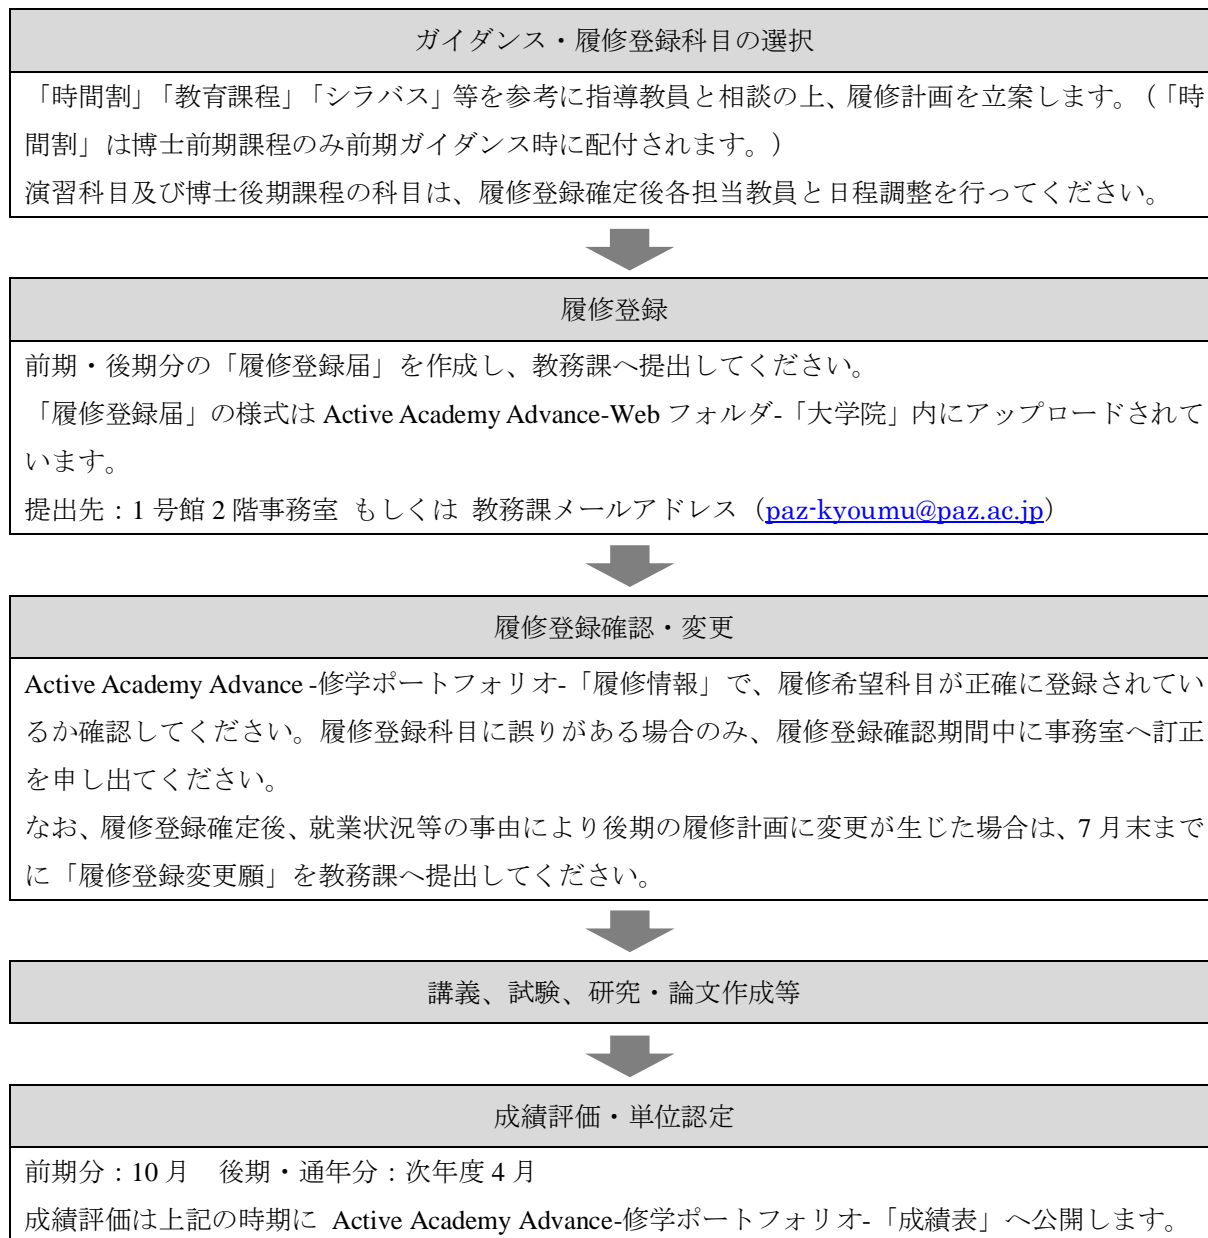 ガイダンス・履修登録科目の選択
「時間割」「教育課程」「シラバス」等を参考に指導教員と相談の上、履修計画を立案します。（「時
間割」は博士前期課程のみ前期ガイダンス時に配付されます。）
演習科目及び博士後期課程の科目は、履修登録確定後各担当教員と日程調整を行ってください。
履修登録
前期・後期分の「履修登録届」を作成し、教務課へ提出してください。
「履修登録届」の様式は Active Academy Advance-Web フォルダ-「大学院」内にアップロードされて
います。
提出先：1 号館 2 階事務室 もしくは 教務課メールアドレス（paz-kyoumu@paz.ac.jp）
履修登録確認・変更
Active Academy Advance -修学ポートフォリオ-「履修情報」で、履修希望科目が正確に登録されてい
るか確認してください。履修登録科目に誤りがある場合のみ、履修登録確認期間中に事務室へ訂正
を申し出てください。
なお、履修登録確定後、就業状況等の事由により後期の履修計画に変更が生じた場合は、7 月末まで
に「履修登録変更願」を教務課へ提出してください。
講義、試験、研究・論文作成等
成績評価・単位認定
前期分：10 月　後期・通年分：次年度 4 月
成績評価は上記の時期に Active Academy Advance-修学ポートフォリオ-「成績表」へ公開します。